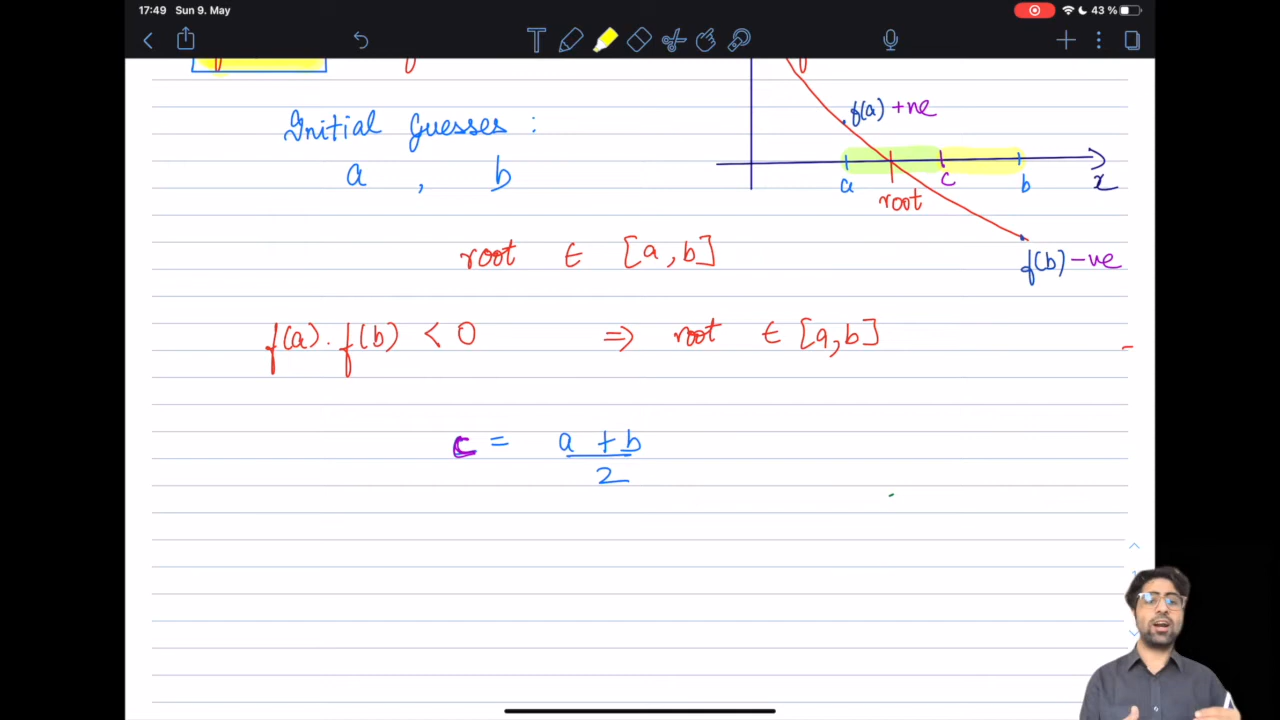 17:49 Sun 9. May
43 %
Initial Guesses :
a , b
f(a) +ve
a root c b x
f(b) -ve
root ∈ [a,b]
f(a).f(b) < 0 ⇒ root ∈ [a,b]
c = a + b
2